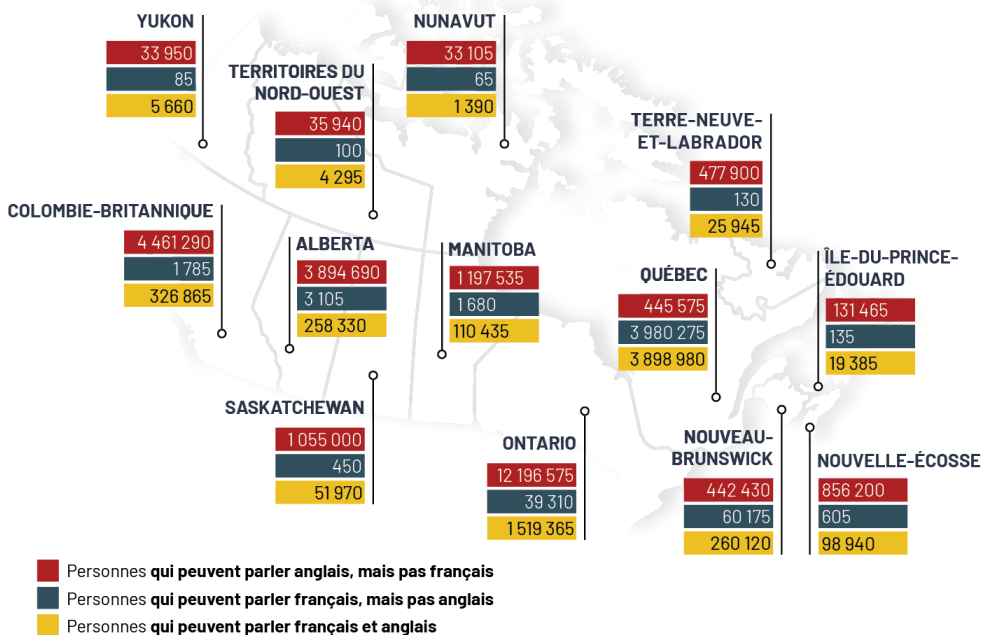 YUKON
33 950
85
5 660
NUNAVUT
33 105
65
1 390
TERRITOIRES DU
NORD-OUEST
35 940
100
4 295
TERRE-NEUVE-
ET-LABRADOR
477 900
130
25 945
COLOMBIE-BRITANNIQUE
4 461 290
1 785
326 865
ALBERTA
3 894 690
3 105
258 330
MANITOBA
1 197 535
1 680
110 435
QUÉBEC
445 575
3 980 275
3 898 980
ÎLE-DU-PRINCE-
ÉDOUARD
131 465
135
19 385
SASKATCHEWAN
1 055 000
450
51 970
ONTARIO
12 196 575
39 310
1 519 365
NOUVEAU-
BRUNSWICK
442 430
60 175
260 120
NOUVELLE-ÉCOSSE
856 200
605
98 940
Personnes qui peuvent parler anglais, mais pas français
Personnes qui peuvent parler français, mais pas anglais
Personnes qui peuvent parler français et anglais